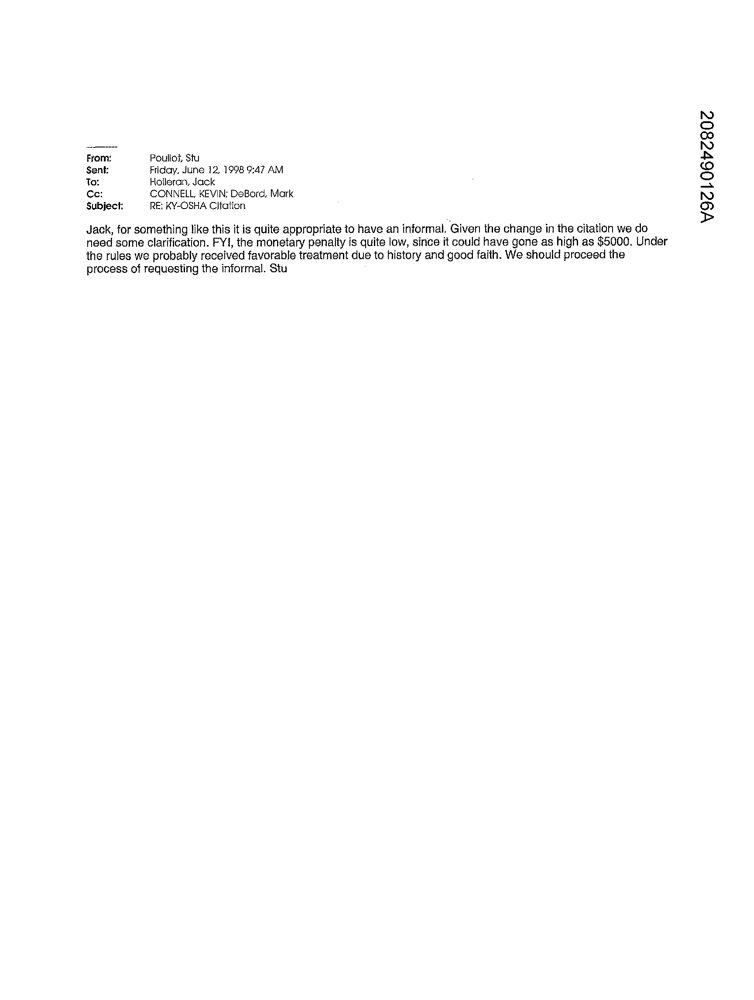 From: Pouliot, Stu
Sent: Friday, June 12, 1998 9:47 AM
To: Holleran, Jack
Cc: CONNELL, KEVIN; DeBord, Mark
Subject: RE: KY-OSHA Citation
Jack, for something like this it is quite appropriate to have an informal. Given the change in the citation we do
need some clarification. FYI, the monetary penalty is quite low, since it could have gone as high as $5000. Under
the rules we probably received favorable treatment due to history and good faith. We should proceed the
process of requesting the informal. Stu
2082490126A